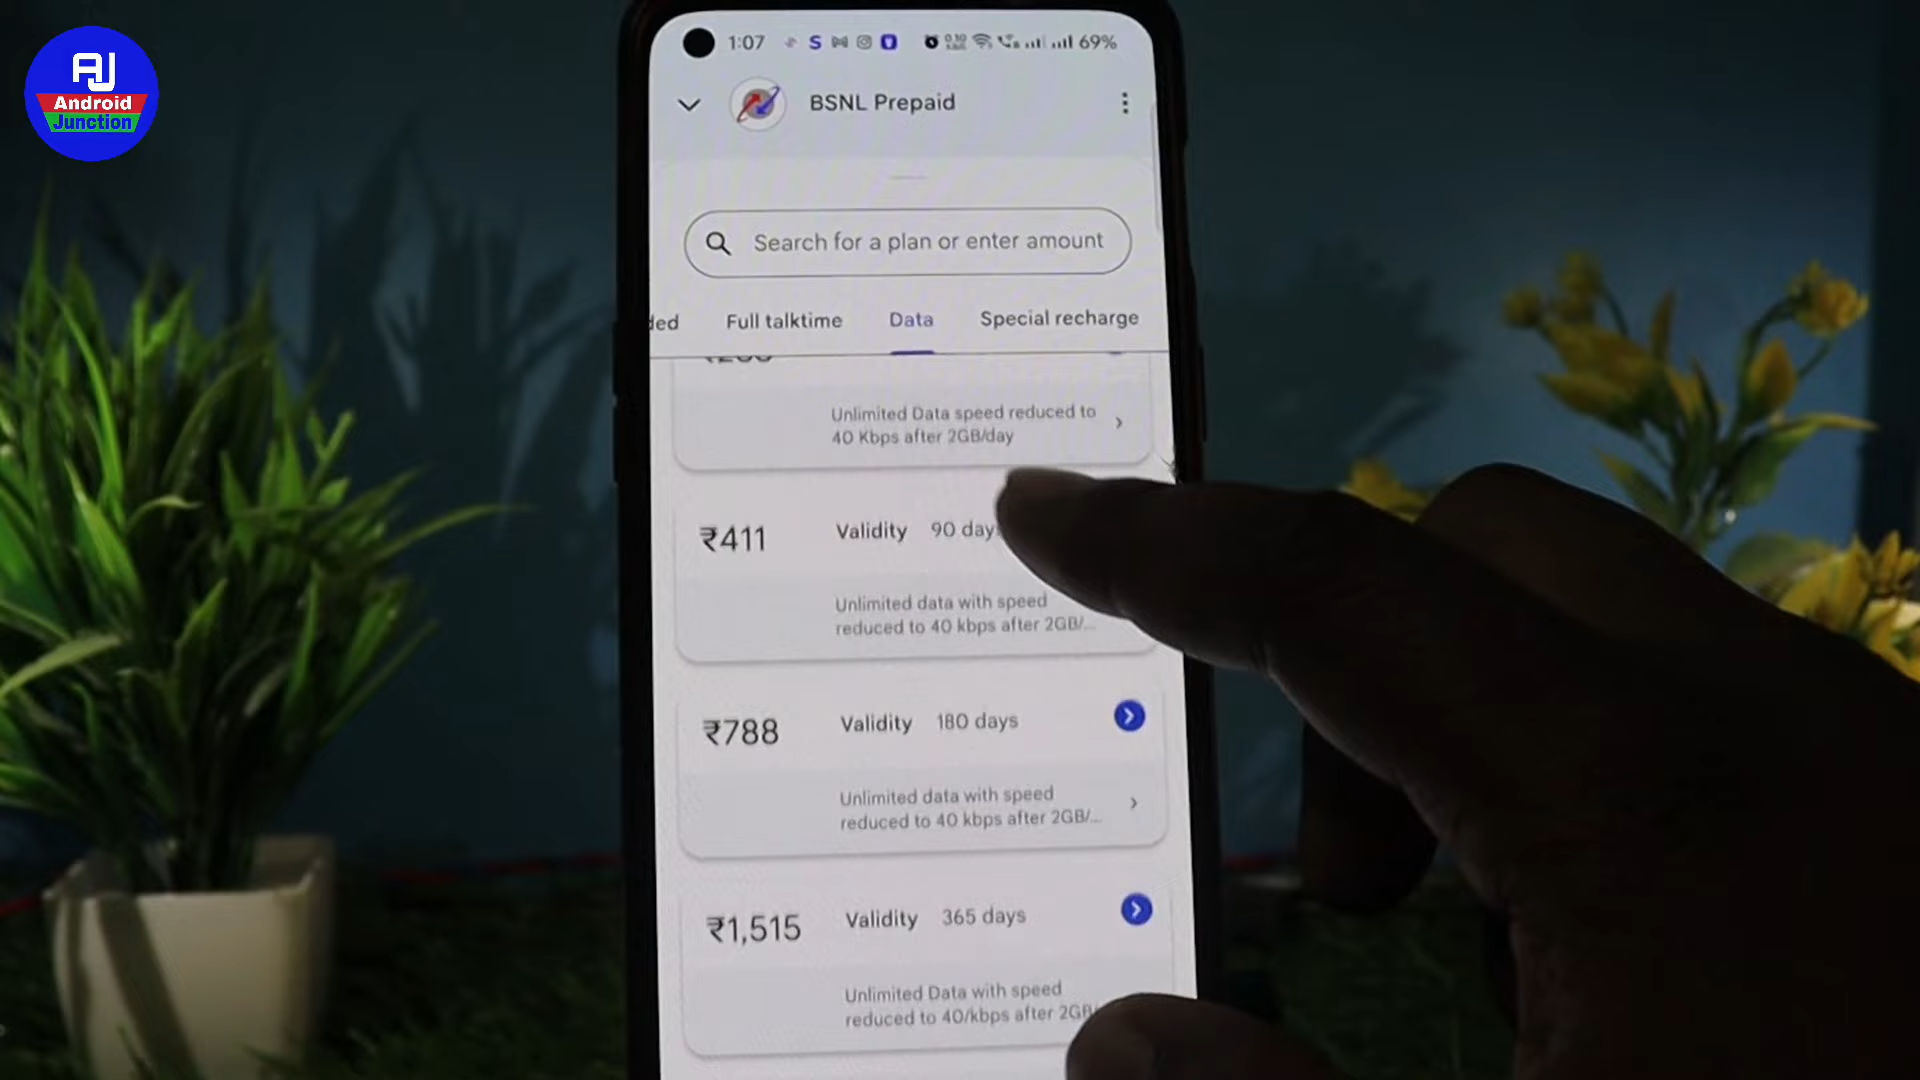 AJ
Android
Junction
1:07
69%
BSNL Prepaid
Search for a plan or enter amount
ded
Full talktime
Data
Special recharge
Unlimited Data speed reduced to
40 Kbps after 2GB/day
₹411
Validity
90 days
Unlimited data with speed
reduced to 40 kbps after 2GB/...
₹788
Validity
180 days
Unlimited data with speed
reduced to 40 kbps after 2GB/...
₹1,515
Validity
365 days
Unlimited Data with speed
reduced to 40/kbps after 2GB/